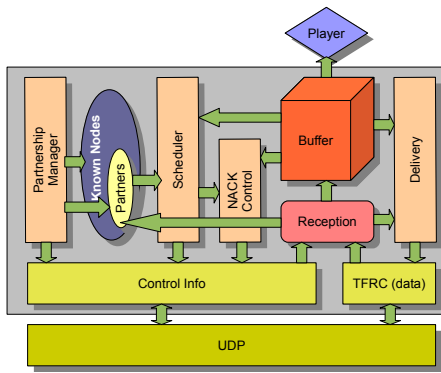 Player
Partnership
Manager
Known Nodes
Partners
Scheduler
NACK
Control
Buffer
Delivery
Reception
Control Info
TFRC (data)
UDP